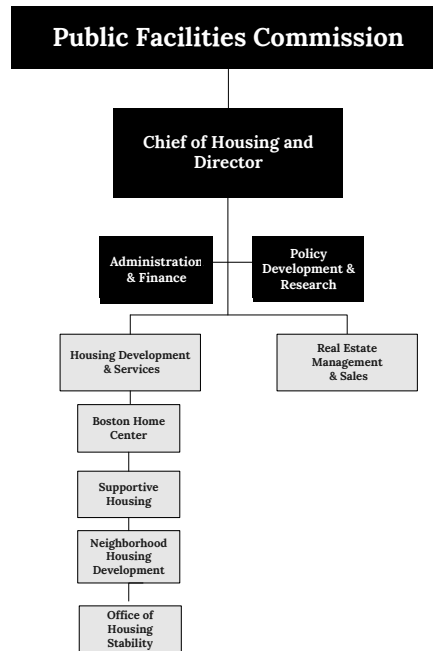 Public Facilities Commission
Chief of Housing and
Director
Administration
& Finance
Policy
Development &
Research
Housing Development
& Services
Real Estate
Management
& Sales
Boston Home
Center
Supportive
Housing
Neighborhood
Housing
Development
Office of
Housing
Stability